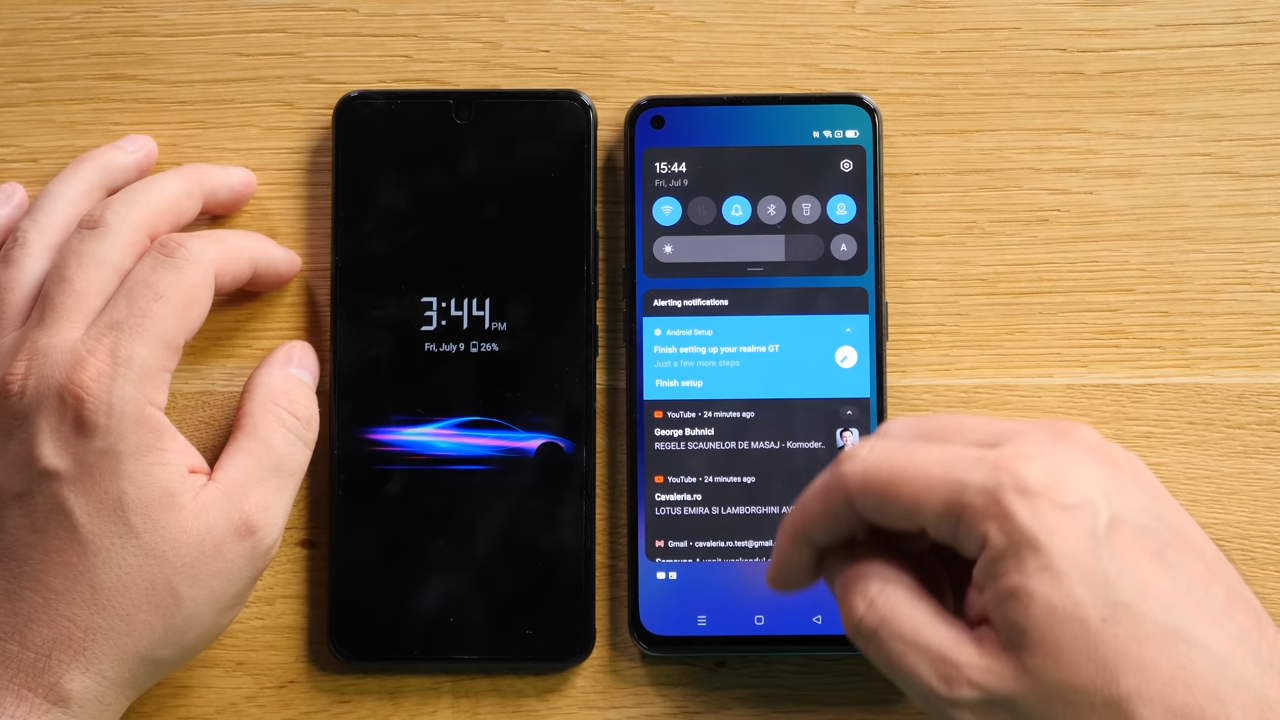 3:44 PM
Fri, July 9 26%
15:44
Fri, Jul 9
A
Alerting notifications
Android Setup
Finish setting up your realme GT
Just a few more steps
Finish setup
YouTube • 24 minutes ago
George Buhnici
REGELE SCAUNELOR DE MASAJ - Komoder..
YouTube • 24 minutes ago
Cavaleria.ro
LOTUS EMIRA SI LAMBORGHINI AV
Gmail • cavaleria.ro.test@gmail.